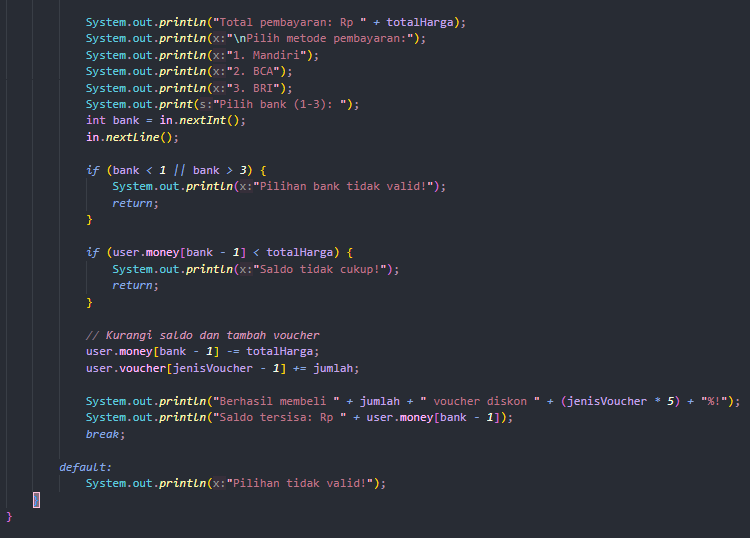 System.out.println("Total pembayaran: Rp " + totalHarga);
System.out.println(x:"\nPilih metode pembayaran:");
System.out.println(x:"1. Mandiri");
System.out.println(x:"2. BCA");
System.out.println(x:"3. BRI");
System.out.print(s:"Pilih bank (1-3): ");
int bank = in.nextInt();
in.nextLine();
if (bank < 1 || bank > 3) {
System.out.println(x:"Pilihan bank tidak valid!");
return;
}
if (user.money[bank - 1] < totalHarga) {
System.out.println(x:"Saldo tidak cukup!");
return;
}
// Kurangi saldo dan tambah voucher
user.money[bank - 1] -= totalHarga;
user.voucher[jenisVoucher - 1] += jumlah;
System.out.println("Berhasil membeli " + jumlah + " voucher diskon " + (jenisVoucher * 5) + "%!");
System.out.println("Saldo tersisa: Rp " + user.money[bank - 1]);
break;
default:
System.out.println(x:"Pilihan tidak valid!");
}
}